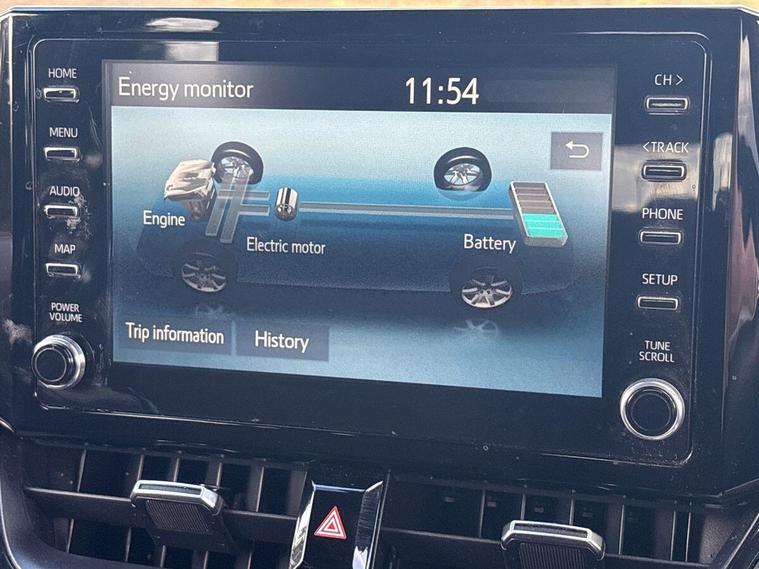 HOME
MENU
AUDIO
MAP
POWER
VOLUME
Energy monitor 11:54
Engine
Electric motor
Battery
Trip information
History
CH >
< TRACK
PHONE
SETUP
TUNE
SCROLL